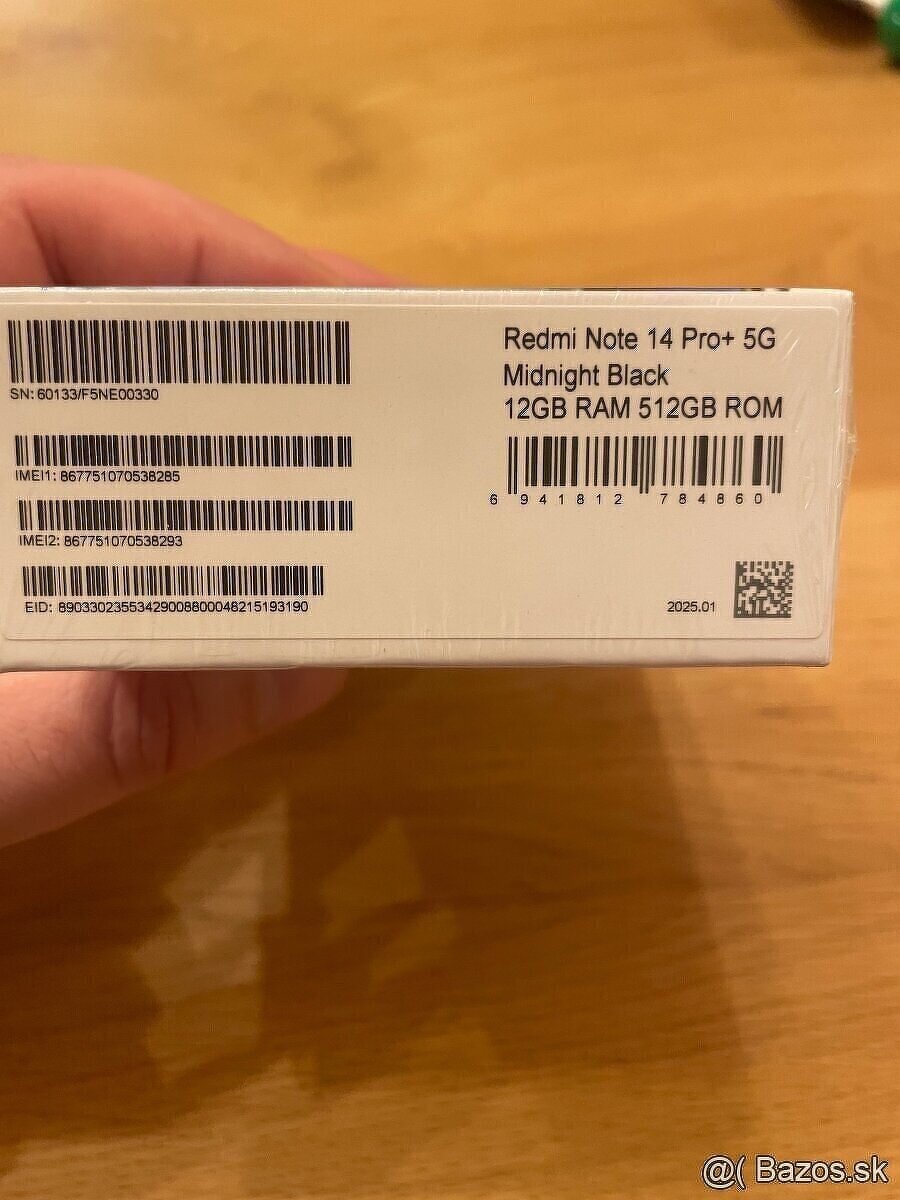 SN: 60133/F5NE00330
IMEI1: 867751070538285
IMEI2: 867751070538293
EID: 89033023553429008800048215193190
Redmi Note 14 Pro+ 5G
Midnight Black
12GB RAM 512GB ROM
6 941812 784860
2025.01
@( Bazos.sk